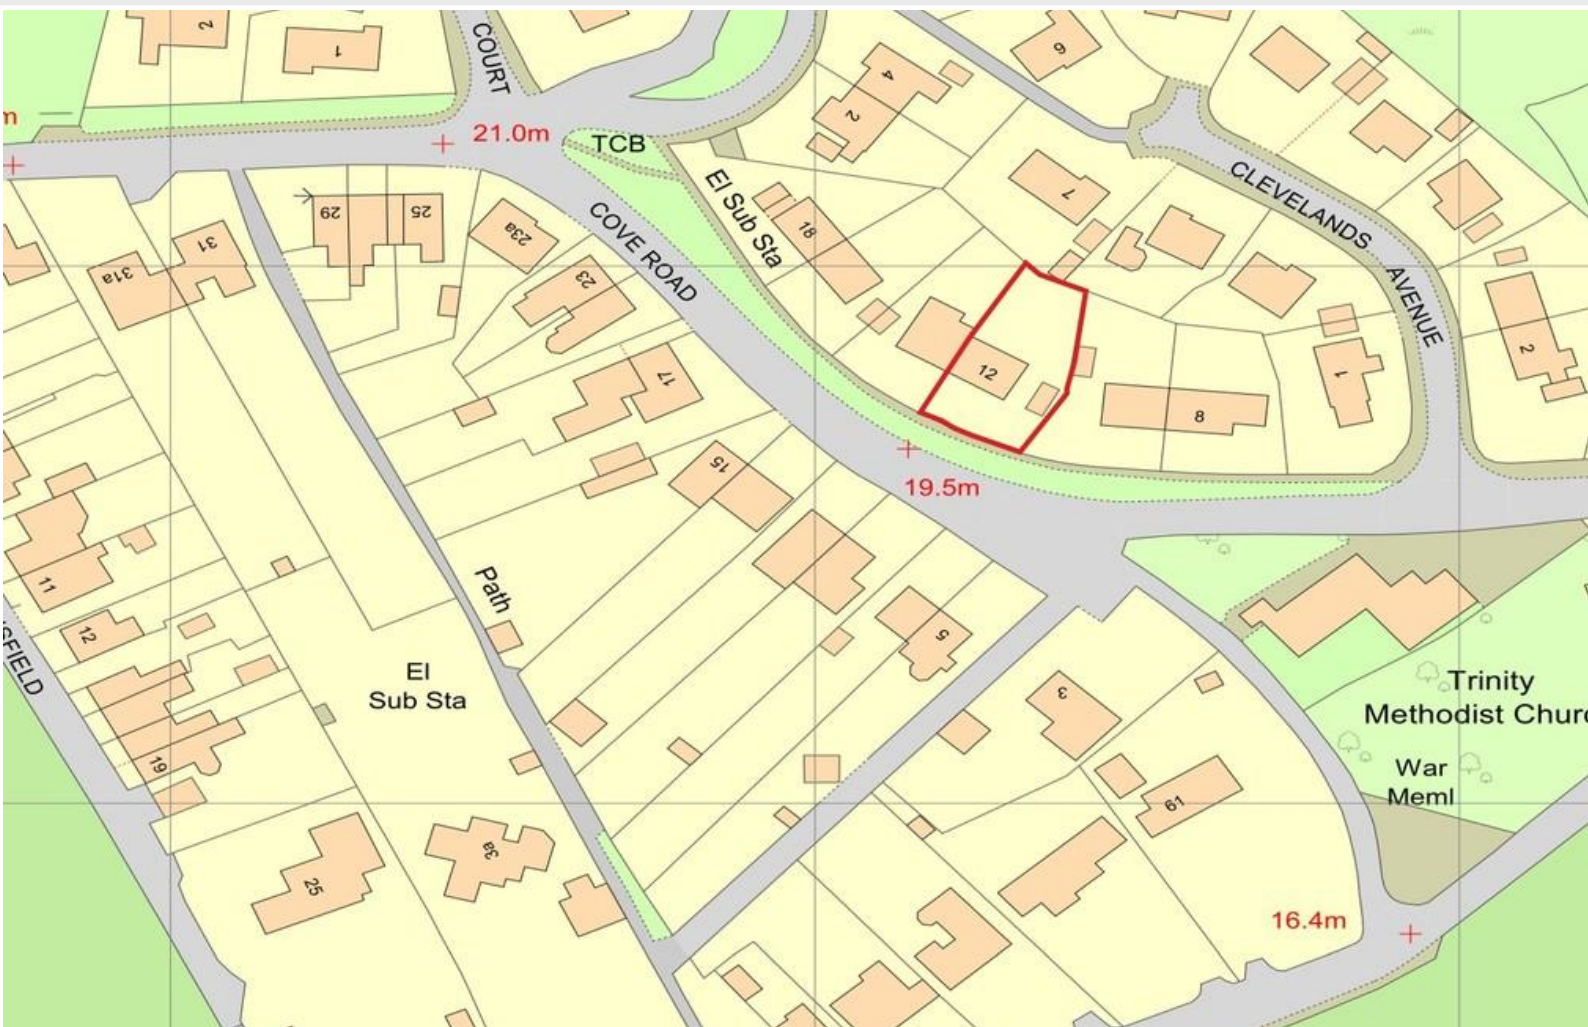 2
1
COURT
6
4
2
m
21.0m
TCB
El Sub Sta
7
CLEVELANDS
AVENUE
29
25
23a
COVE ROAD
18
31
31a
23
17
12
8
1
2
15
19.5m
11
12
Path
5
SFIELD
El
Sub Sta
3
Trinity
Methodist Churc
War
Meml
19
61
3a
25
16.4m